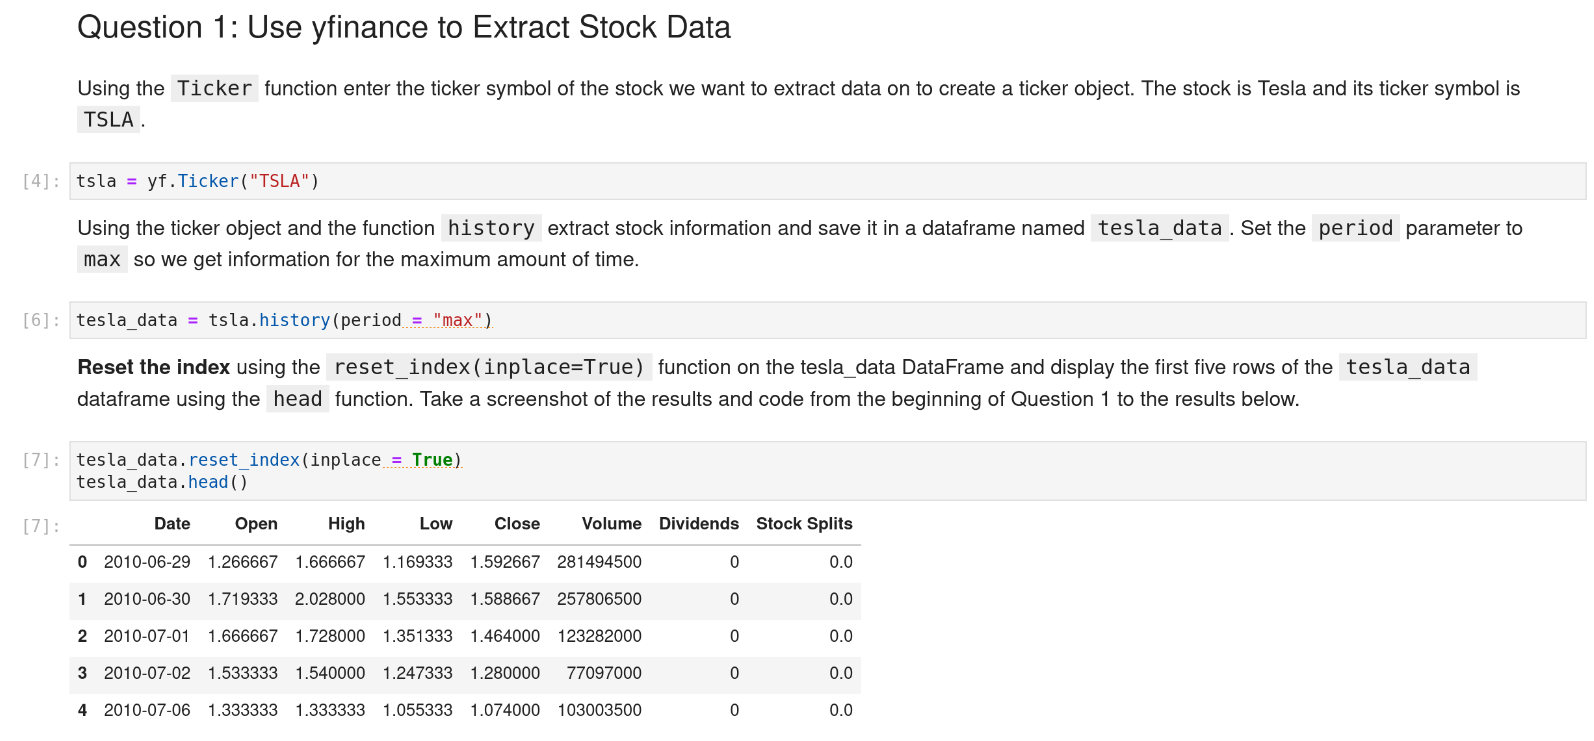 Question 1: Use yfinance to Extract Stock Data
Using the Ticker function enter the ticker symbol of the stock we want to extract data on to create a ticker object. The stock is Tesla and its ticker symbol is
TSLA .
[4]: tsla = yf.Ticker("TSLA")
Using the ticker object and the function history extract stock information and save it in a dataframe named tesla_data . Set the period parameter to
max so we get information for the maximum amount of time.
[6]: tesla_data = tsla.history(period = "max")
Reset the index using the reset_index(inplace=True) function on the tesla_data DataFrame and display the first five rows of the tesla_data
dataframe using the head function. Take a screenshot of the results and code from the beginning of Question 1 to the results below.
[7]: tesla_data.reset_index(inplace = True)
tesla_data.head()
[7]: Date Open High Low Close Volume Dividends Stock Splits
0 2010-06-29 1.266667 1.666667 1.169333 1.592667 281494500 0 0.0
1 2010-06-30 1.719333 2.028000 1.553333 1.588667 257806500 0 0.0
2 2010-07-01 1.666667 1.728000 1.351333 1.464000 123282000 0 0.0
3 2010-07-02 1.533333 1.540000 1.247333 1.280000 77097000 0 0.0
4 2010-07-06 1.333333 1.333333 1.055333 1.074000 103003500 0 0.0